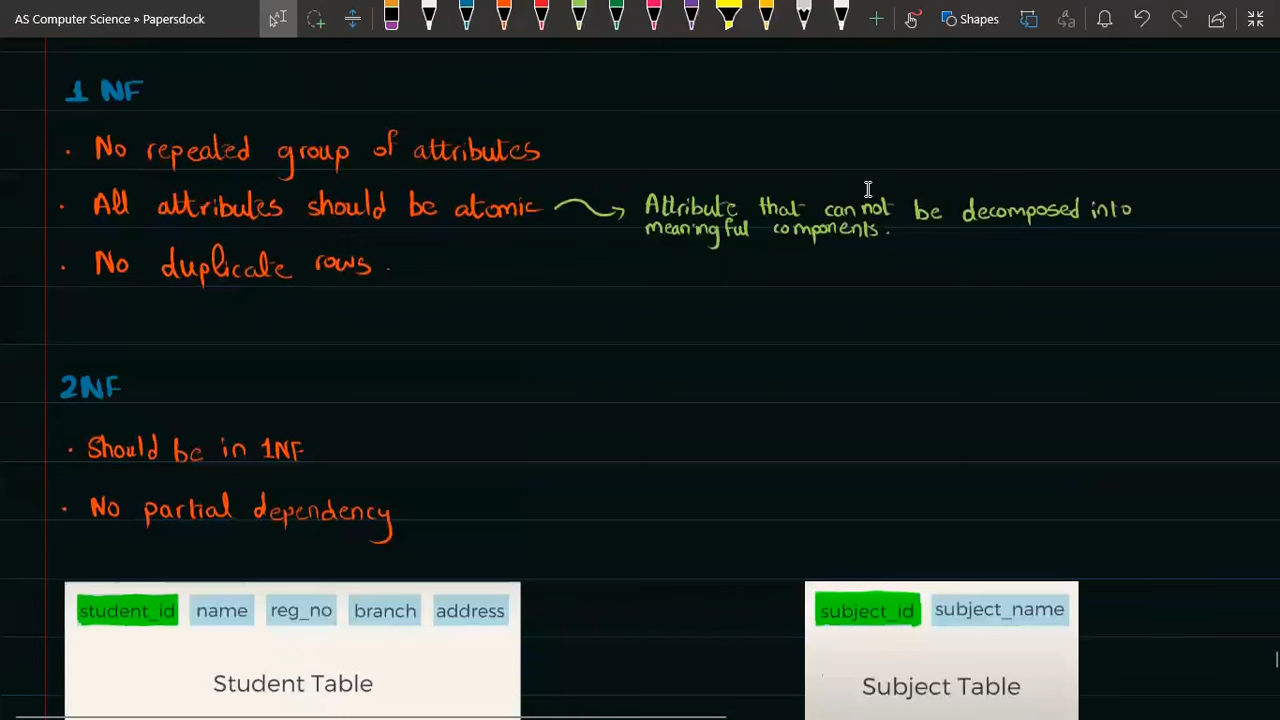 AS Computer Science » Papersdock
Shapes
1 NF
· No repeated group of attributes
· All attributes should be atomic
Attribute that can not be decomposed into
meaningful components.
· No duplicate rows.
2NF
· Should be in 1NF
· No partial dependency
student_id name reg_no branch address
Student Table
subject_id subject_name
Subject Table